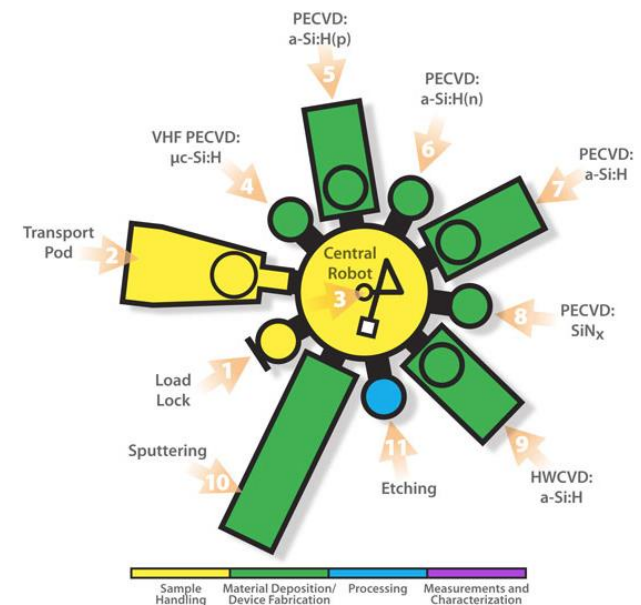 PECVD:
a-Si:H(p)
5
PECVD:
a-Si:H(n)
6
VHF PECVD:
µc-Si:H
4
PECVD:
a-Si:H
7
Transport
Pod
2
Central
Robot
3
PECVD:
SiNX
8
1
Load
Lock
Sputtering
10
11
Etching
9
HWCVD:
a-Si:H
Sample
Handling
Material Deposition/
Device Fabrication
Processing
Measurements and
Characterization